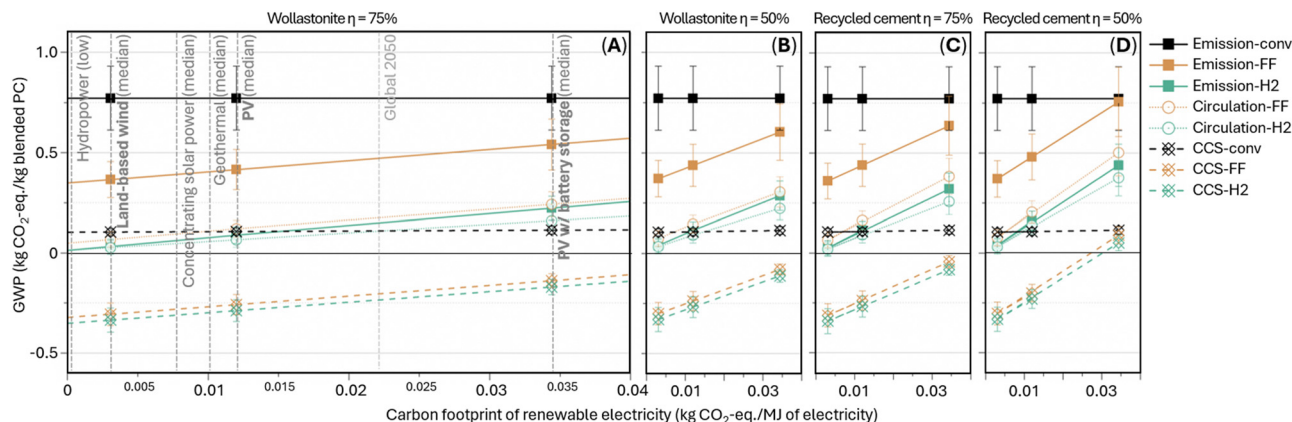 Wollastonite η = 75%
Wollastonite η = 50%
Recycled cement η = 75%
Recycled cement η = 50%
GWP (kg CO₂-eq./kg blended PC)
1.0
0.5
0
-0.5
Hydropower (low)
Land-based wind (median)
Concentrating solar power (median)
Geothermal (median)
PV (median)
Global 2050
PV w/ battery storage (median)
(A)
(B)
(C)
(D)
0
0.005
0.01
0.015
0.02
0.025
0.03
0.035
0.04
0.01
0.03
0.01
0.03
0.01
0.03
Carbon footprint of renewable electricity (kg CO₂-eq./MJ of electricity)
Emission-conv
Emission-FF
Emission-H2
Circulation-FF
Circulation-H2
CCS-conv
CCS-FF
CCS-H2